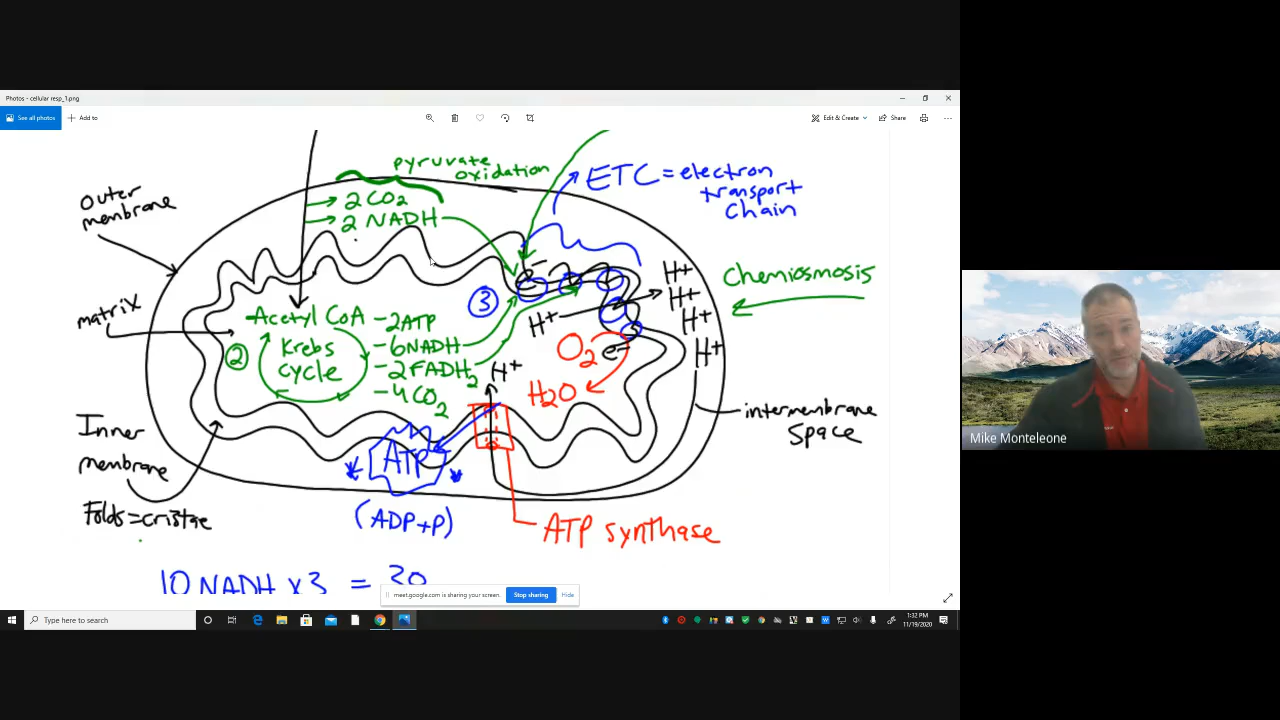 Photos - cellular resp_1.png
See all photos
Add to
Edit & Create
Share
pyruvate
oxidation
ETC = electron
transport
chain
outer
membrane
2 CO2
2 NADH
e-
H+
H+
H+
H+
Chemiosmosis
matrix
3
H+
Acetyl CoA
-2ATP
2
Krebs
cycle
-6NADH
-2FADH2
-4CO2
O2
e-
H+
H2O
intermembrane
space
Inner
membrane
ATP
Folds=cristae
(ADP+P)
ATP synthase
10 NADH x3 = 30
meet.google.com is sharing your screen.
Stop sharing
Hide
Type here to search
1:32 PM
11/19/2020
Mike Monteleone